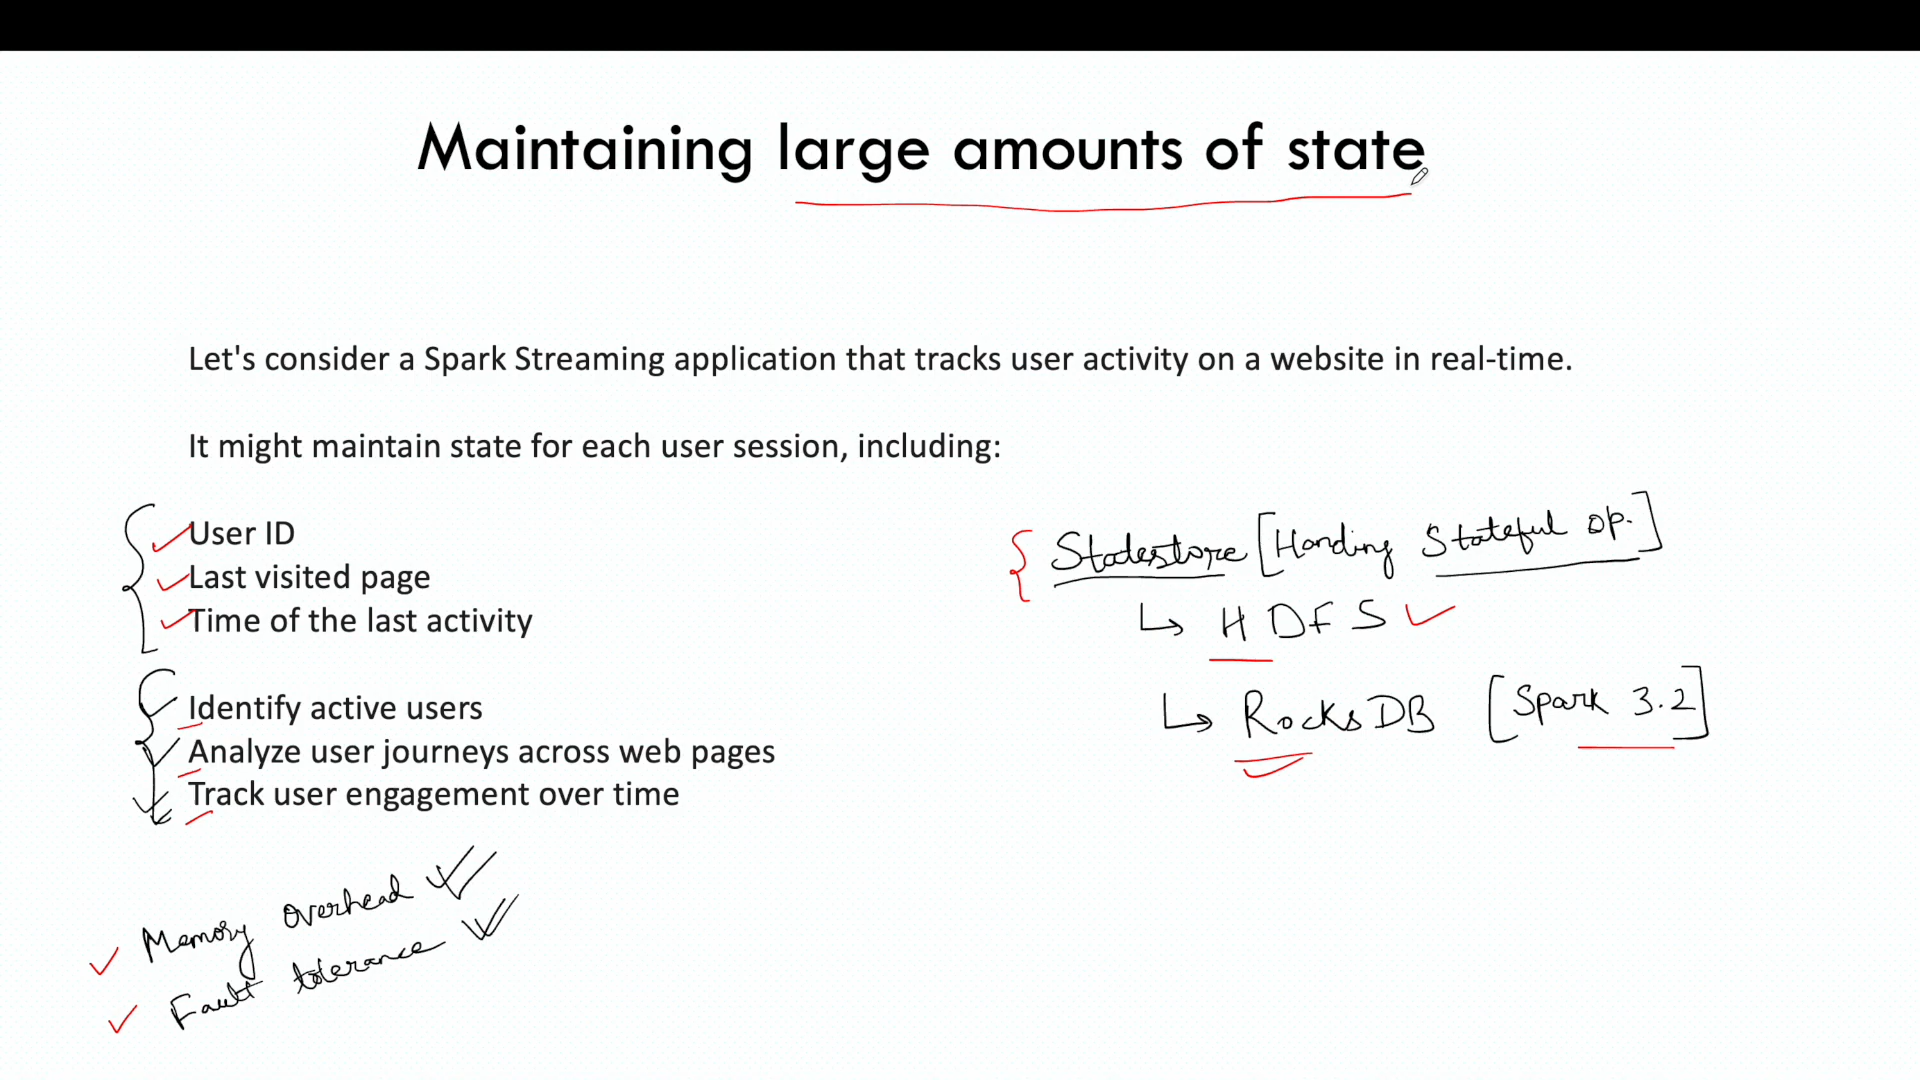 Maintaining large amounts of state
Let's consider a Spark Streaming application that tracks user activity on a website in real-time.
It might maintain state for each user session, including:
User ID
Last visited page
Time of the last activity
Identify active users
Analyze user journeys across web pages
Track user engagement over time
Memory overhead
Fault tolerance
Statestore [Handing Stateful op.]
HDFS
RocksDB [Spark 3.2]